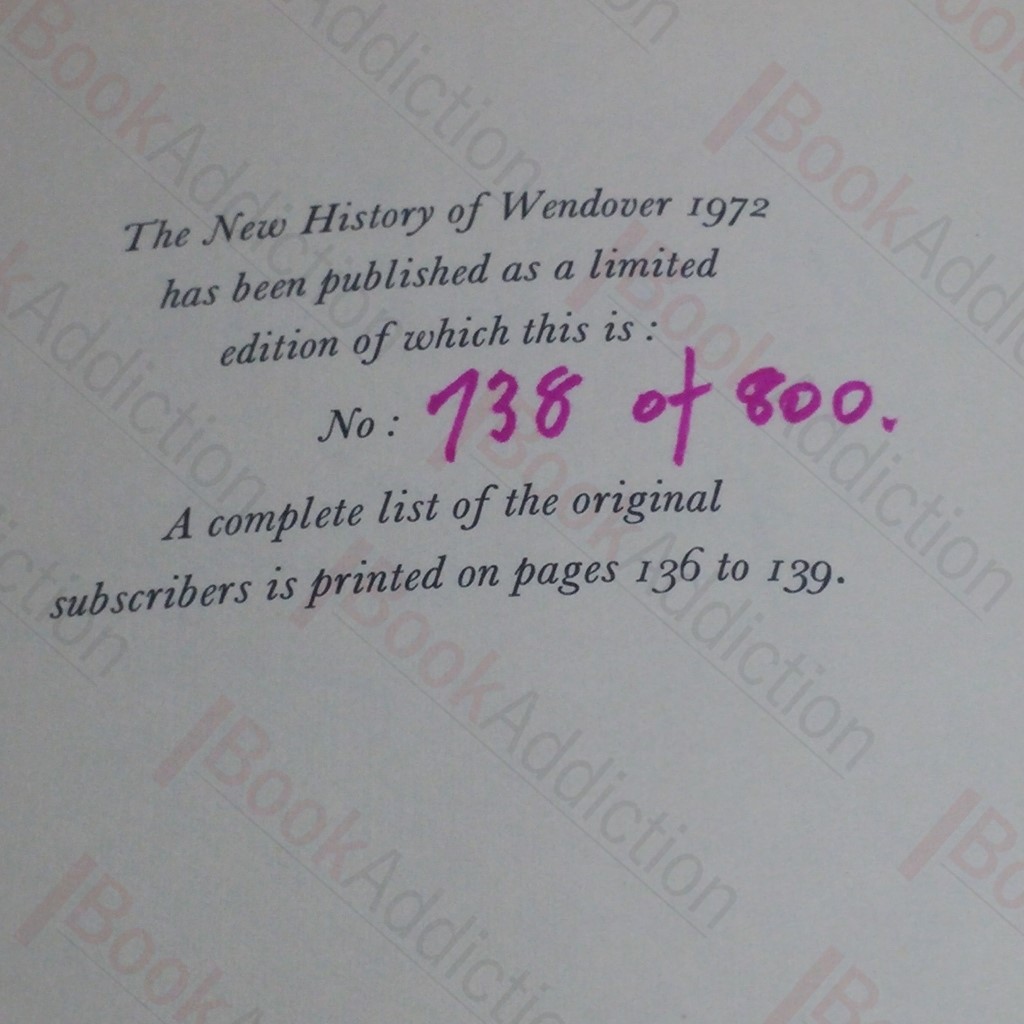 The New History of Wendover 1972
has been published as a limited
edition of which this is :
No : 738 of 800.
A complete list of the original
subscribers is printed on pages 136 to 139.
BookAddiction